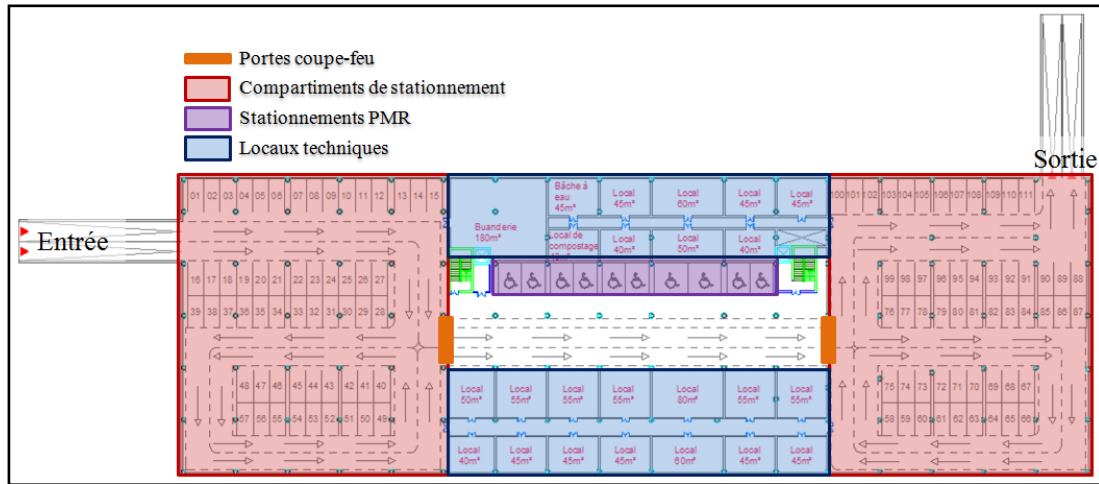 Portes coupe-feu
Compartiments de stationnement
Stationnements PMR
Locaux techniques
Entrée
Sortie
01 02 03 04 05 06 07 08 09 10 11 12 13 14 15
16 17 18 19 20 21 22 23 24 25 26 27
39 38 37 36 35 34 33 32 31 30 29 28
48 47 46 45 44 43 42 41 40
57 56 55 54 53 52 51 50 49
Buanderie
180m²
Bâche à
eau
45m²
Local
45m²
Local
60m²
Local
45m²
Local
45m²
Local de
compostage
Local
40m²
Local
50m²
Local
40m²
Local
50m²
Local
55m²
Local
55m²
Local
55m²
Local
80m²
Local
55m²
Local
55m²
Local
40m²
Local
45m²
Local
45m²
Local
45m²
Local
60m²
Local
45m²
Local
45m²
100 101 102 103 104 105 106 107 108 109 110 111
99 98 97 96 95 94 93 92 91 90 89 88
76 77 78 79 80 81 82 83 84 85 86 87
75 74 73 72 71 70 69 68 67
58 59 60 61 62 63 64 65 66